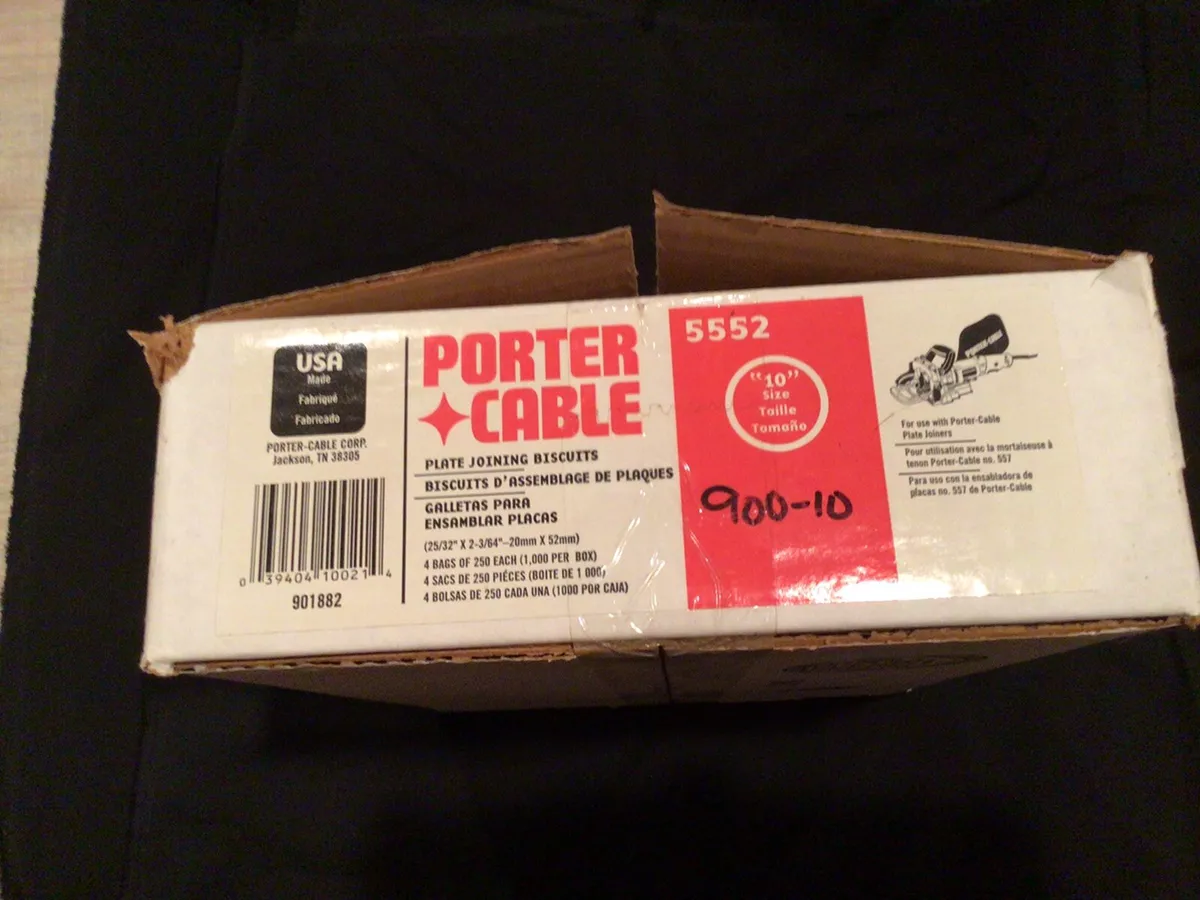 USA
Made
Fabriqué
Fabricado
PORTER-CABLE CORP.
Jackson, TN 38305
0 39404 10021 4
901882
PORTER
CABLE
PLATE JOINING BISCUITS
BISCUITS D'ASSEMBLAGE DE PLAQUES
GALLETAS PARA
ENSAMBLAR PLACAS
(25/32" X 2-3/64"-20mm X 52mm)
4 BAGS OF 250 EACH (1,000 PER BOX)
4 SACS DE 250 PIÉCES (BOITE DE 1 000)
4 BOLSAS DE 250 CADA UNA (1000 POR CAJA)
5552
"10"
Size
Taille
Tomaño
900-10
PORTER-CABLE
For use with Porter-Cable
Plate Joiners
Pour utilisation avec la mortaiseuse à
tenon Porter-Cable no. 557
Para uso con la ensabladora de
placas no. 557 de Porter-Cable